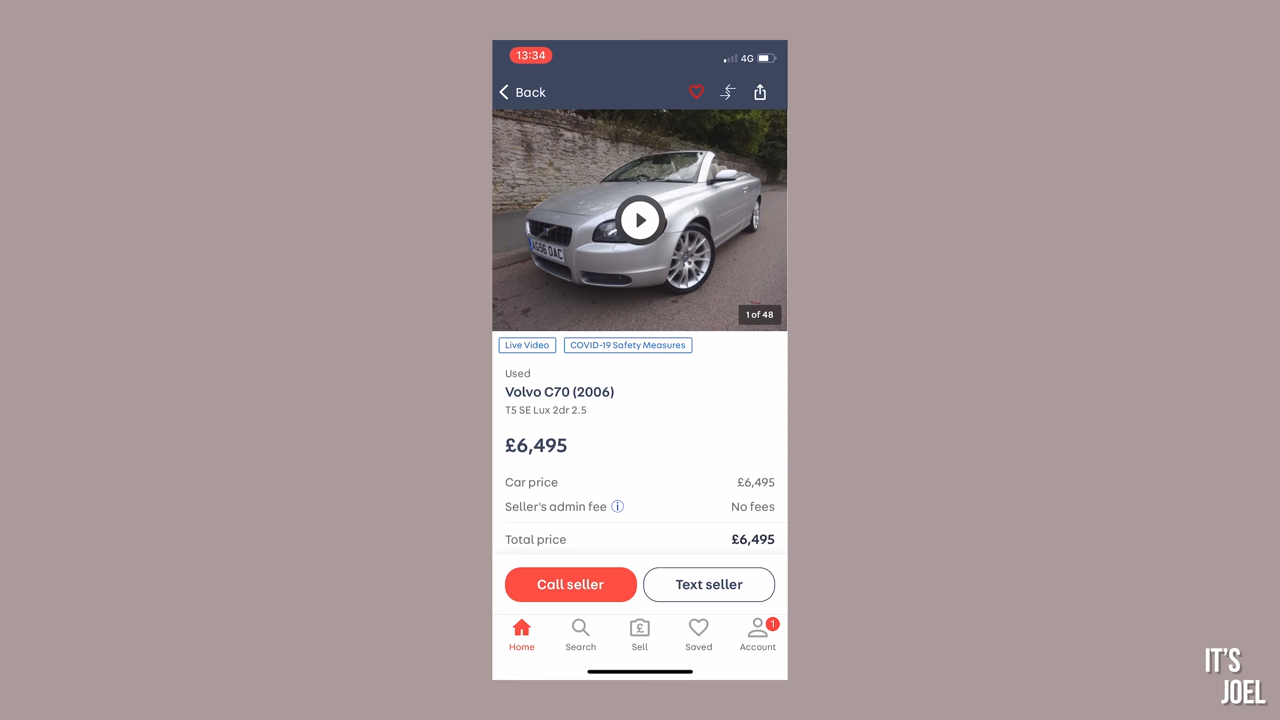 13:34
4G
Back
AG56 OAC
1 of 48
Live Video
COVID-19 Safety Measures
Used
Volvo C70 (2006)
T5 SE Lux 2dr 2.5
£6,495
Car price £6,495
Seller's admin fee i No fees
Total price £6,495
Call seller
Text seller
£
1
Home
Search
Sell
Saved
Account
IT'S
JOEL